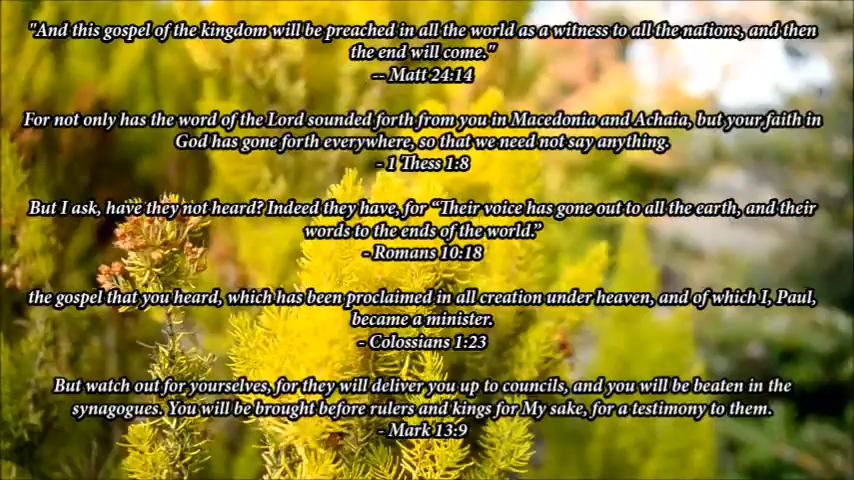 "And this gospel of the kingdom will be preached in all the world as a witness to all the nations, and then
the end will come."
-- Matt 24:14
For not only has the word of the Lord sounded forth from you in Macedonia and Achaia, but your faith in
God has gone forth everywhere, so that we need not say anything.
- 1 Thess 1:8
But I ask, have they not heard? Indeed they have, for “Their voice has gone out to all the earth, and their
words to the ends of the world.”
- Romans 10:18
the gospel that you heard, which has been proclaimed in all creation under heaven, and of which I, Paul,
became a minister.
- Colossians 1:23
But watch out for yourselves, for they will deliver you up to councils, and you will be beaten in the
synagogues. You will be brought before rulers and kings for My sake, for a testimony to them.
- Mark 13:9